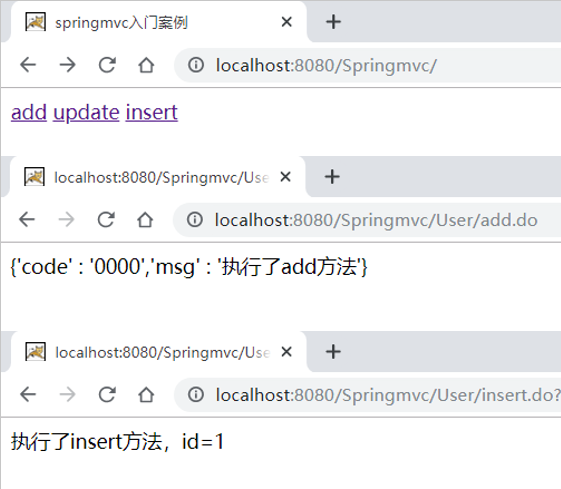 springmvc入门案例
localhost:8080/Springmvc/
add update insert
localhost:8080/Springmvc/Use
localhost:8080/Springmvc/User/add.do
{'code' : '0000','msg' : '执行了add方法'}
localhost:8080/Springmvc/Use
localhost:8080/Springmvc/User/insert.do?
执行了insert方法，id=1